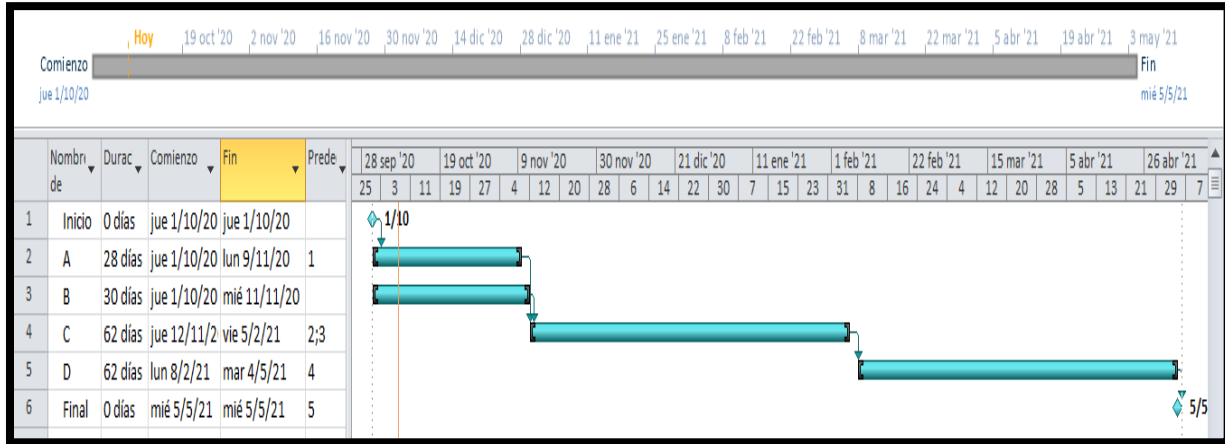 Hoy 19 oct '20 2 nov '20 16 nov '20 30 nov '20 14 dic '20 28 dic '20 11 ene '21 25 ene '21 8 feb '21 22 feb '21 8 mar '21 22 mar '21 5 abr '21 19 abr '21 3 may '21
Comienzo Fin
jue 1/10/20 mié 5/5/21
Nombre de Durac Comienzo Fin Prede 28 sep '20 19 oct '20 9 nov '20 30 nov '20 21 dic '20 11 ene '21 1 feb '21 22 feb '21 15 mar '21 5 abr '21 26 abr '21
25 3 11 19 27 4 12 20 28 6 14 22 30 7 15 23 31 8 16 24 4 12 20 28 5 13 21 29 7
1 Inicio 0 días jue 1/10/20 jue 1/10/20 1/10
2 A 28 días jue 1/10/20 lun 9/11/20 1
3 B 30 días jue 1/10/20 mié 11/11/20
4 C 62 días jue 12/11/2 vie 5/2/21 2;3
5 D 62 días lun 8/2/21 mar 4/5/21 4
6 Final 0 días mié 5/5/21 mié 5/5/21 5 5/5